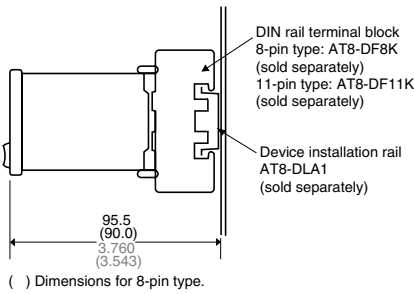 DIN rail terminal block
8-pin type: AT8-DF8K
(sold separately)
11-pin type: AT8-DF11K
(sold separately)
Device installation rail
AT8-DLA1
(sold separately)
95.5
(90.0)
3.760
(3.543)
( ) Dimensions for 8-pin type.